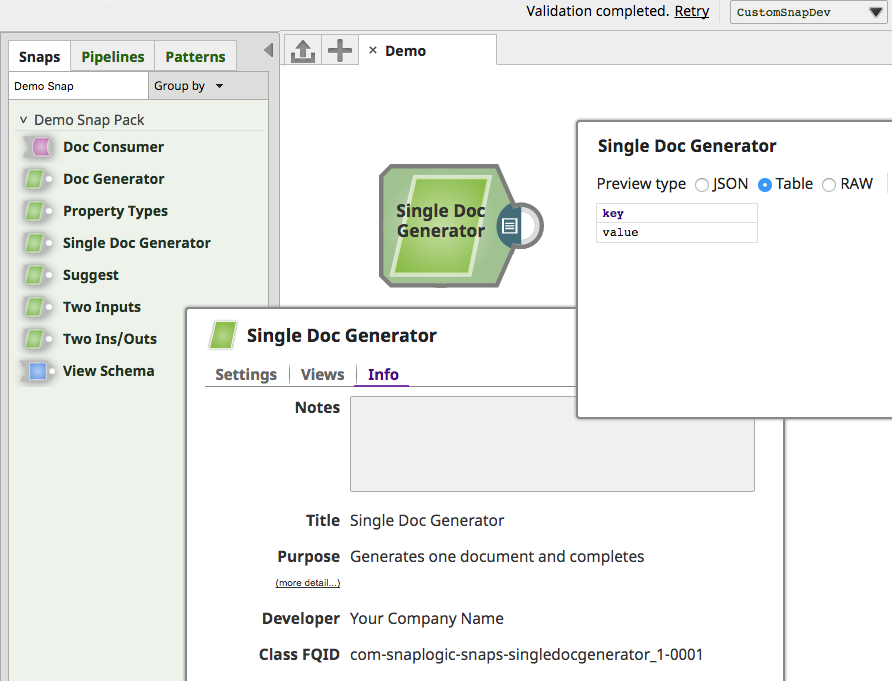 Validation completed. Retry
CustomSnapDev
Snaps
Pipelines
Patterns
Demo
Demo Snap
Group by
Demo Snap Pack
Doc Consumer
Doc Generator
Property Types
Single Doc Generator
Suggest
Two Inputs
Two Ins/Outs
View Schema
Single Doc
Generator
Single Doc Generator
Preview type JSON Table RAW
key
value
Single Doc Generator
Settings Views Info
Notes
Title Single Doc Generator
Purpose Generates one document and completes
(more detail...)
Developer Your Company Name
Class FQID com-snaplogic-snaps-singledocgenerator_1-0001